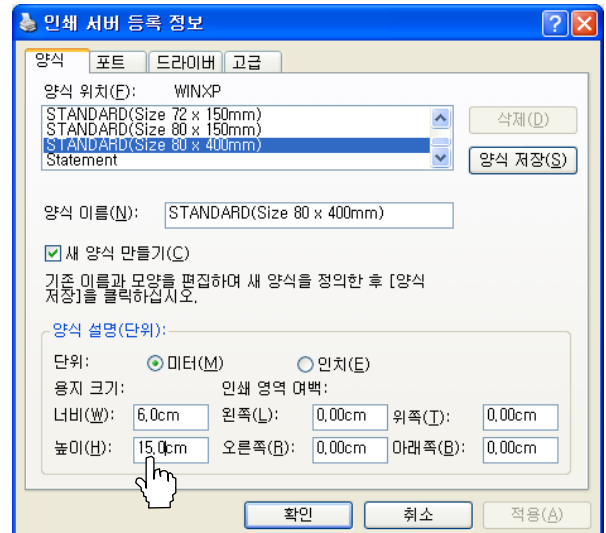 인쇄 서버 등록 정보
양식 포트 드라이버 고급
양식 위치(F): WINXP
STANDARD(Size 72 x 150mm)
STANDARD(Size 80 x 150mm)
STANDARD(Size 80 x 400mm)
Statement
삭제(D)
양식 저장(S)
양식 이름(N): STANDARD(Size 80 x 400mm)
새 양식 만들기(C)
기존 이름과 모양을 편집하여 새 양식을 정의한 후 [양식
저장]을 클릭하십시오.
양식 설명(단위):
단위: 미터(M) 인치(E)
용지 크기: 인쇄 영역 여백:
너비(W): 6,0cm 왼쪽(L): 0,00cm 위쪽(T): 0,00cm
높이(H): 15,0cm 오른쪽(R): 0,00cm 아래쪽(B): 0,00cm
확인 취소 적용(A)